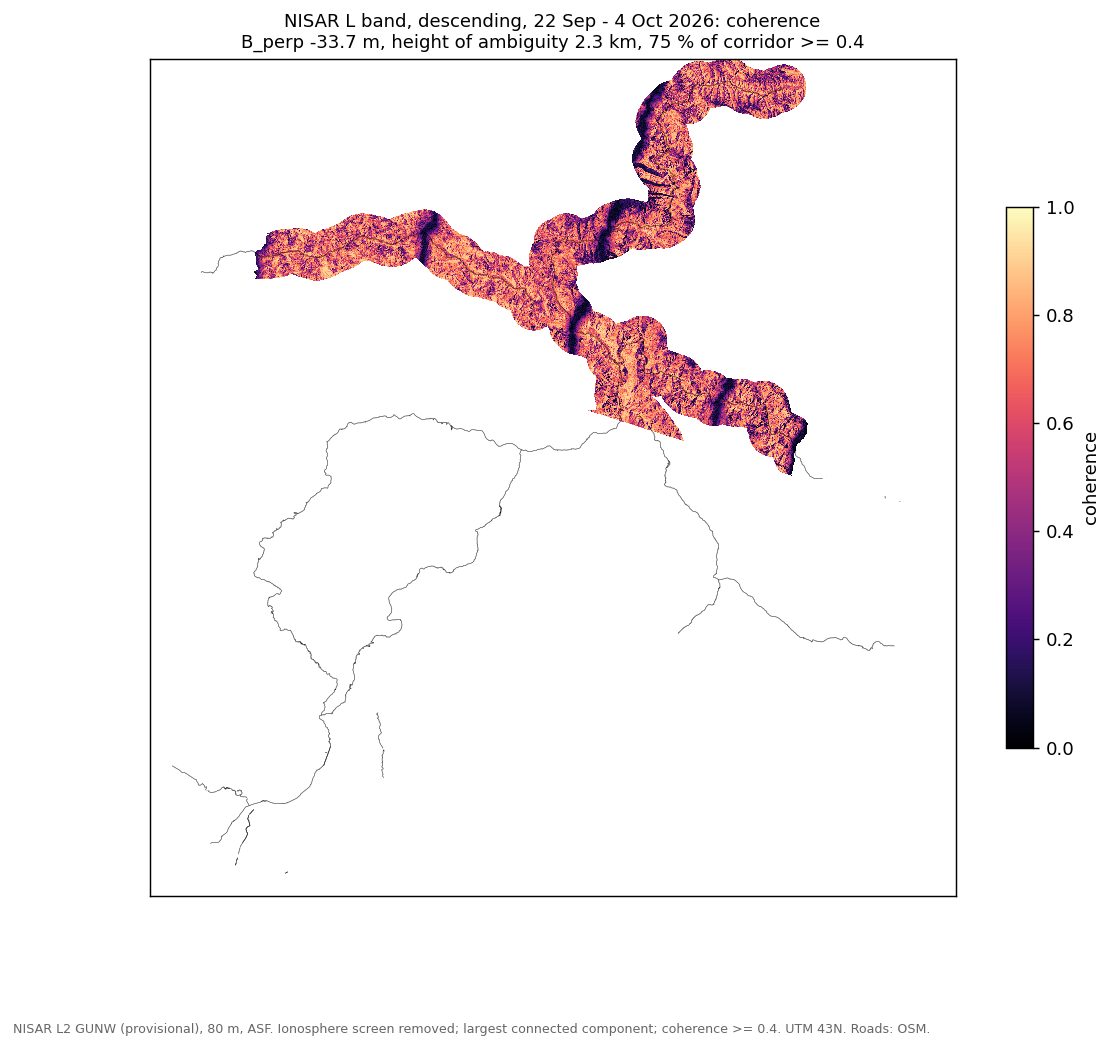 NISAR L band, descending, 22 Sep - 4 Oct 2026: coherence
B_perp -33.7 m, height of ambiguity 2.3 km, 75 % of corridor >= 0.4
1.0
0.8
0.6
0.4
0.2
0.0
coherence
NISAR L2 GUNW (provisional), 80 m, ASF. Ionosphere screen removed; largest connected component; coherence >= 0.4. UTM 43N. Roads: OSM.